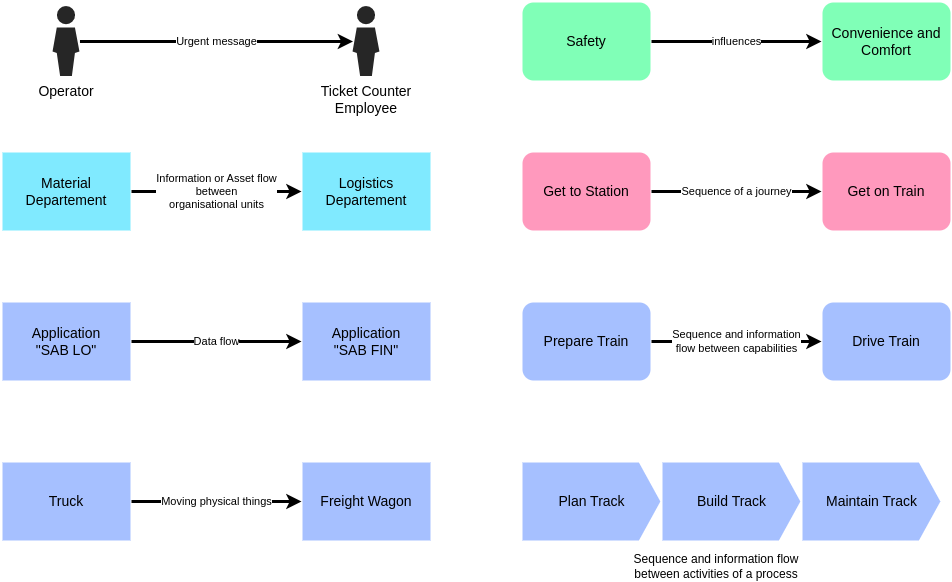 Urgent message
Operator
Ticket Counter
Employee
Safety
influences
Convenience and
Comfort
Material
Departement
Information or Asset flow
between
organisational units
Logistics
Departement
Get to Station
Sequence of a journey
Get on Train
Application
"SAB LO"
Data flow
Application
"SAB FIN"
Prepare Train
Sequence and information
flow between capabilities
Drive Train
Truck
Moving physical things
Freight Wagon
Plan Track
Build Track
Maintain Track
Sequence and information flow
between activities of a process